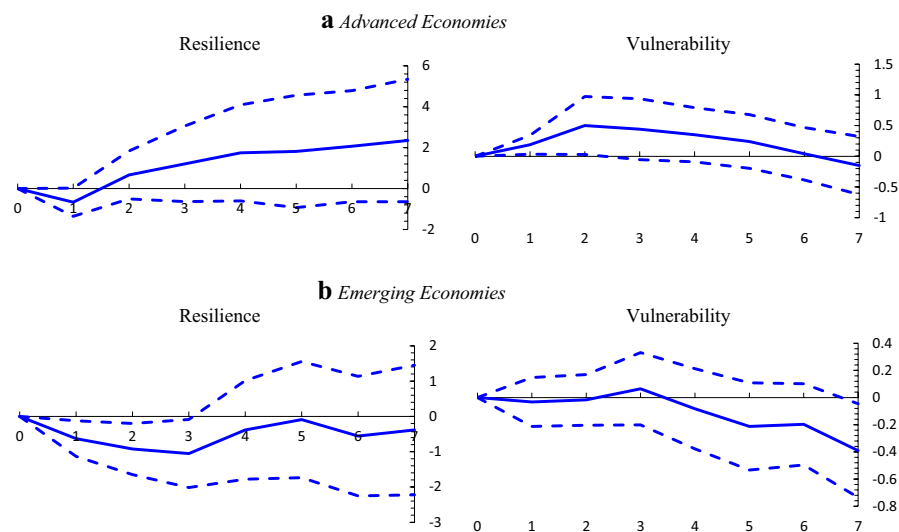 a Advanced Economies
Resilience
6
4
2
0
-2
0 1 2 3 4 5 6 7
Vulnerability
1.5
1
0.5
0
-0.5
-1
0 1 2 3 4 5 6 7
b Emerging Economies
Resilience
2
1
0
-1
-2
-3
0 1 2 3 4 5 6 7
Vulnerability
0.4
0.2
0
-0.2
-0.4
-0.6
-0.8
0 1 2 3 4 5 6 7